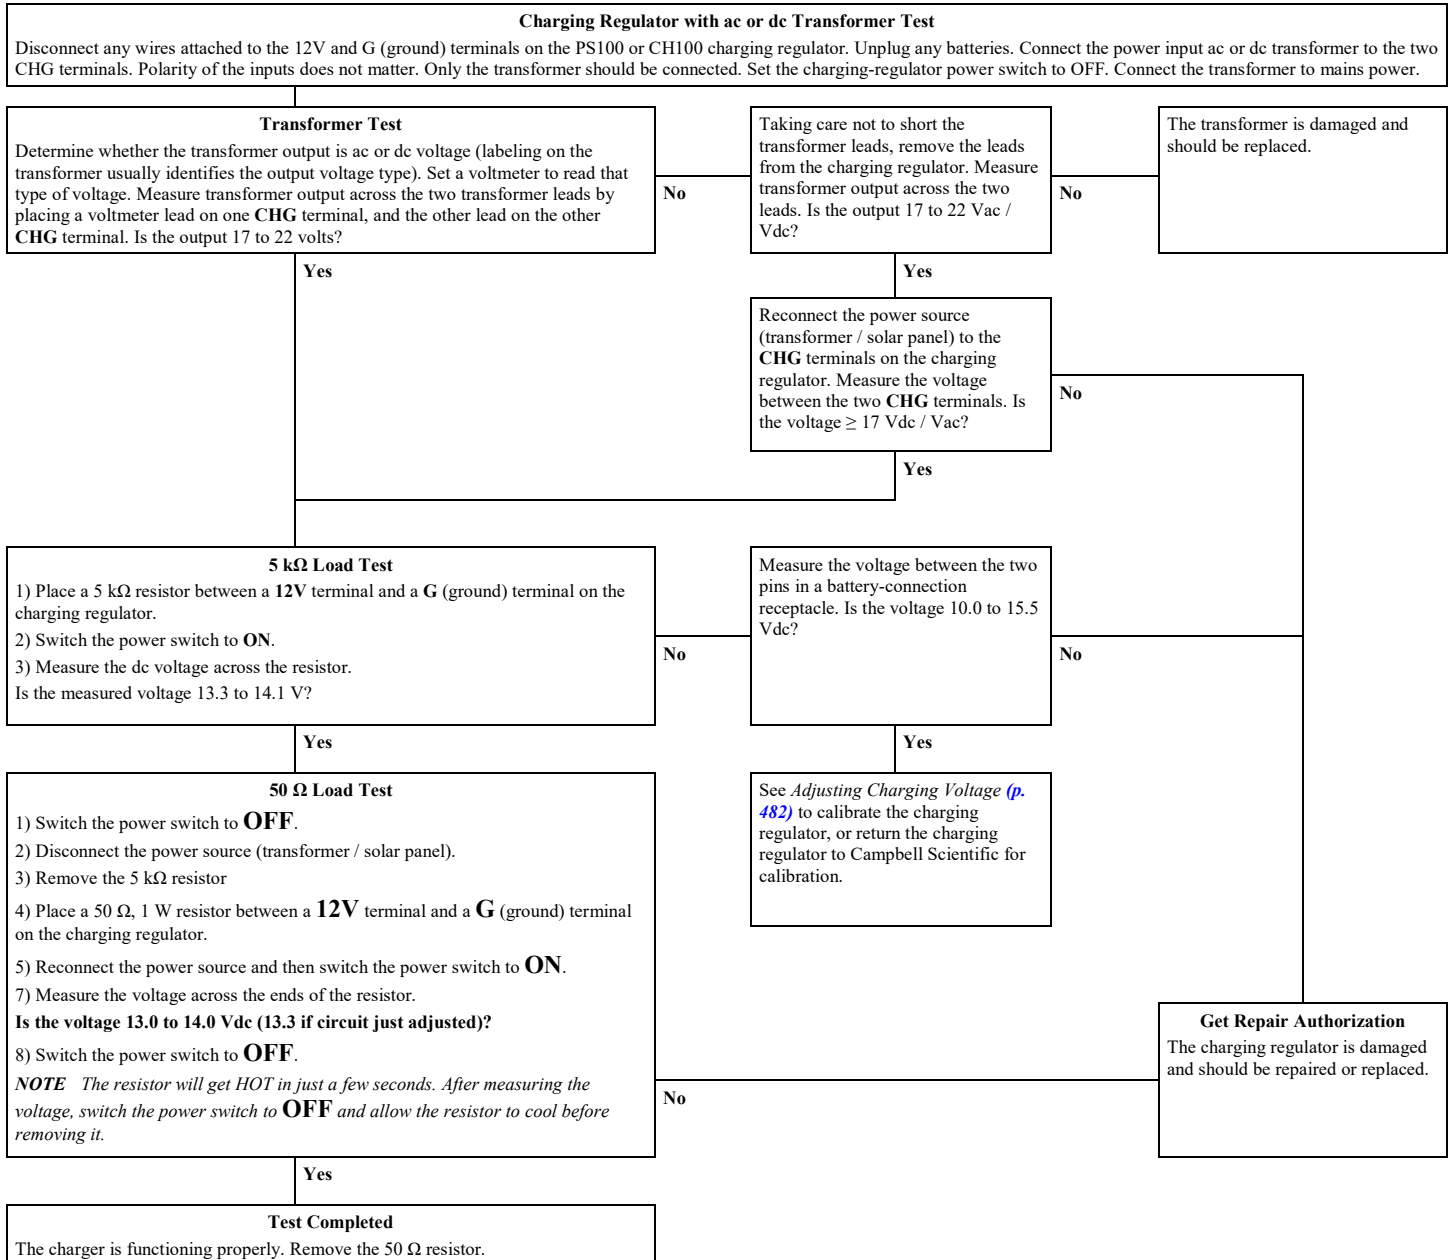 Charging Regulator with ac or dc Transformer Test
Disconnect any wires attached to the 12V and G (ground) terminals on the PS100 or CH100 charging regulator. Unplug any batteries. Connect the power input ac or dc transformer to the two
CHG terminals. Polarity of the inputs does not matter. Only the transformer should be connected. Set the charging-regulator power switch to OFF. Connect the transformer to mains power.
Transformer Test
Determine whether the transformer output is ac or dc voltage (labeling on the
transformer usually identifies the output voltage type). Set a voltmeter to read that
type of voltage. Measure transformer output across the two transformer leads by
placing a voltmeter lead on one CHG terminal, and the other lead on the other
CHG terminal. Is the output 17 to 22 volts?
No
Taking care not to short the
transformer leads, remove the leads
from the charging regulator. Measure
transformer output across the two
leads. Is the output 17 to 22 Vac /
Vdc?
No
The transformer is damaged and
should be replaced.
Yes
Yes
Reconnect the power source
(transformer / solar panel) to the
CHG terminals on the charging
regulator. Measure the voltage
between the two CHG terminals. Is
the voltage ≥ 17 Vdc / Vac?
No
Yes
5 kΩ Load Test
1) Place a 5 kΩ resistor between a 12V terminal and a G (ground) terminal on the
charging regulator.
2) Switch the power switch to ON.
3) Measure the dc voltage across the resistor.
Is the measured voltage 13.3 to 14.1 V?
No
Measure the voltage between the two
pins in a battery-connection
receptacle. Is the voltage 10.0 to 15.5
Vdc?
No
Yes
Yes
50 Ω Load Test
1) Switch the power switch to OFF.
2) Disconnect the power source (transformer / solar panel).
3) Remove the 5 kΩ resistor
4) Place a 50 Ω, 1 W resistor between a 12V terminal and a G (ground) terminal
on the charging regulator.
5) Reconnect the power source and then switch the power switch to ON.
7) Measure the voltage across the ends of the resistor.
Is the voltage 13.0 to 14.0 Vdc (13.3 if circuit just adjusted)?
8) Switch the power switch to OFF.
NOTE The resistor will get HOT in just a few seconds. After measuring the
voltage, switch the power switch to OFF and allow the resistor to cool before
removing it.
See Adjusting Charging Voltage (p.
482) to calibrate the charging
regulator, or return the charging
regulator to Campbell Scientific for
calibration.
No
Get Repair Authorization
The charging regulator is damaged
and should be repaired or replaced.
Yes
Test Completed
The charger is functioning properly. Remove the 50 Ω resistor.